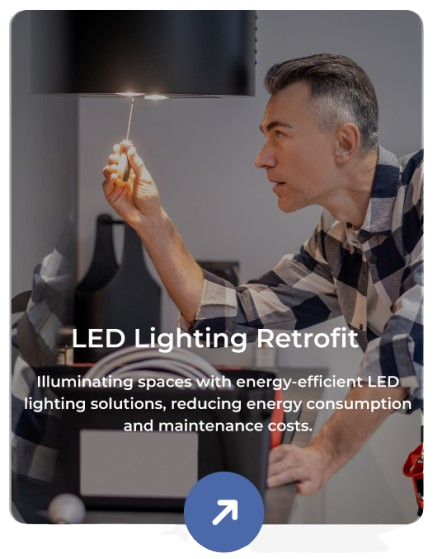 LED Lighting Retrofit
Illuminating spaces with energy-efficient LED
lighting solutions, reducing energy consumption
and maintenance costs.